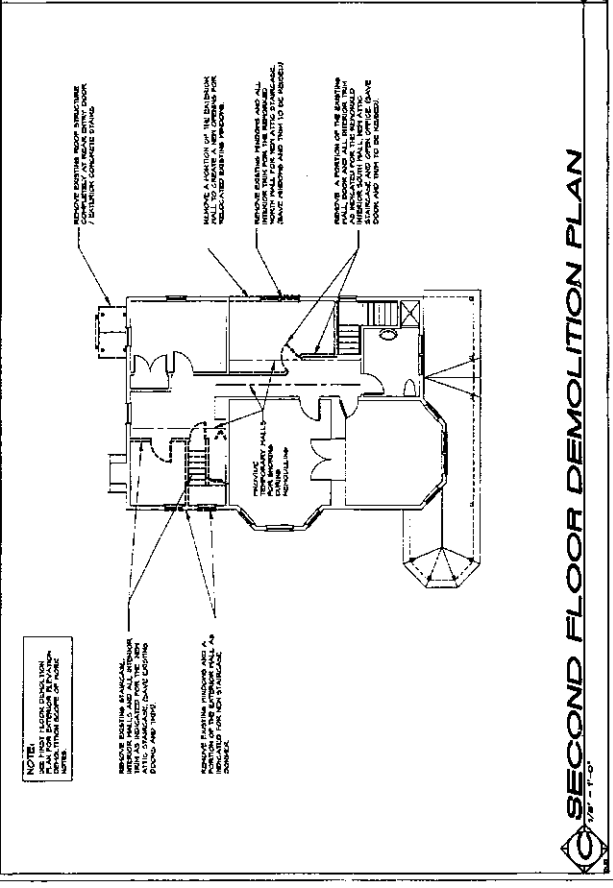 NOTE:
SEE FIRST FLOOR DEMOLITION
PLAN FOR EXTERIOR ELEVATION
DEMOLITION SCOPE OF WORK
NOTES.
REMOVE EXISTING STAIRCASE,
INTERIOR WALLS AND ALL INTERIOR
TRIM AS INDICATED FOR THE NEW
ATTIC STAIRCASE. (SAVE EXISTING
DOORS AND TRIM).
REMOVE EXISTING WINDOWS AND A
PORTION OF THE EXTERIOR WALL AS
INDICATED FOR NEW STAIRCASE
DORMER.
PROVIDE
TEMPORARY WALLS
FOR SHORING
DURING
REMODELING
REMOVE EXISTING ROOF STRUCTURE
COMPLETELY AT REAR ENTRY DOOR
/ EXTERIOR CONCRETE STAIRS
REMOVE A PORTION OF THE EXTERIOR
WALL TO CREATE A NEW OPENING FOR
RELOCATED EXISTING WINDOWS.
REMOVE EXISTING WINDOWS AND ALL
INTERIOR TRIM FOR THE REMODELED
NORTH WALL FOR NEW ATTIC STAIRCASE.
(SAVE WINDOWS AND TRIM TO BE REUSED)
REMOVE A PORTION OF THE EXISTING
WALL, DOOR AND ALL INTERIOR TRIM
AS INDICATED FOR THE REMODELED
INTERIOR SOUTH WALL, NEW ATTIC
STAIRCASE AND OPEN OFFICE. (SAVE
DOOR AND TRIM TO BE REUSED).
C SECOND FLOOR DEMOLITION PLAN
1/8" = 1'-0"